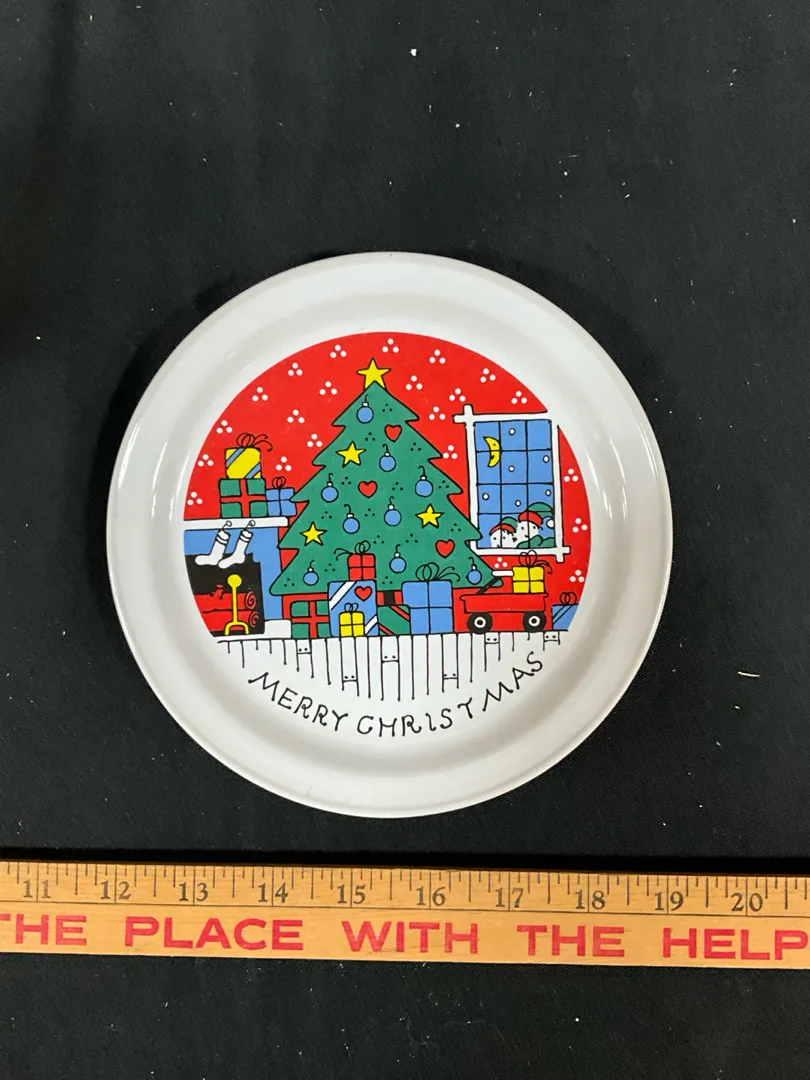 MERRY CHRISTMAS
11 12 13 14 15 16 17 18 19 20
THE PLACE WITH THE HELP